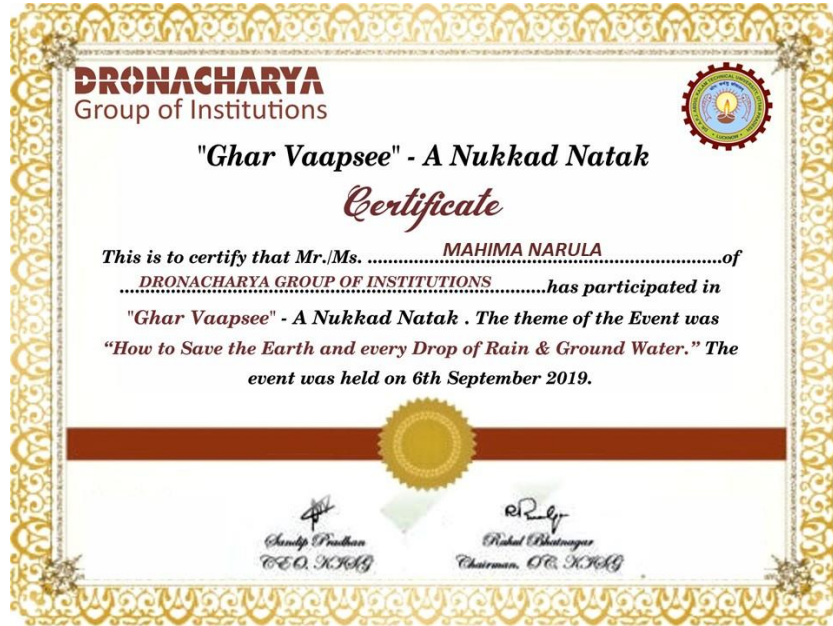 DRONACHARYA
Group of Institutions
"Ghar Vaapsee" - A Nukkad Natak
Certificate
This is to certify that Mr./Ms. ................MAHIMA NARULA................of
....DRONACHARYA GROUP OF INSTITUTIONS...........has participated in
"Ghar Vaapsee" - A Nukkad Natak . The theme of the Event was
“How to Save the Earth and every Drop of Rain & Ground Water.” The
event was held on 6th September 2019.
Sandip Pradhan
Rahul Bhatnagar
Chairman, OC,